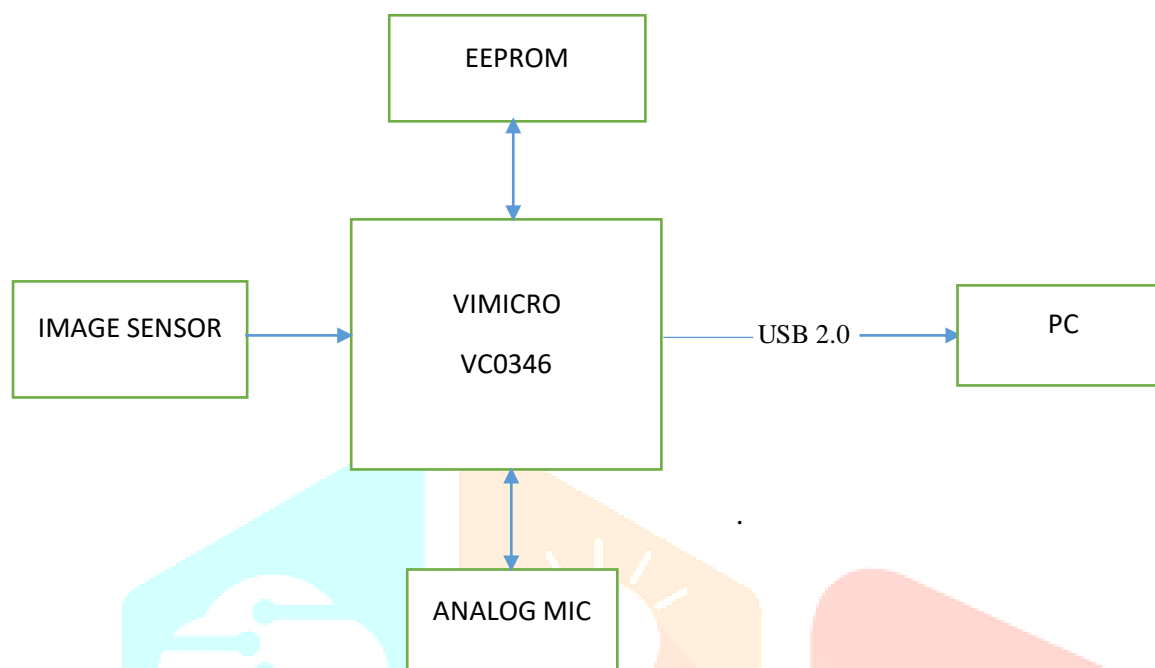 EEPROM
VIMICRO
VC0346
IMAGE SENSOR
USB 2.0
PC
.
ANALOG MIC